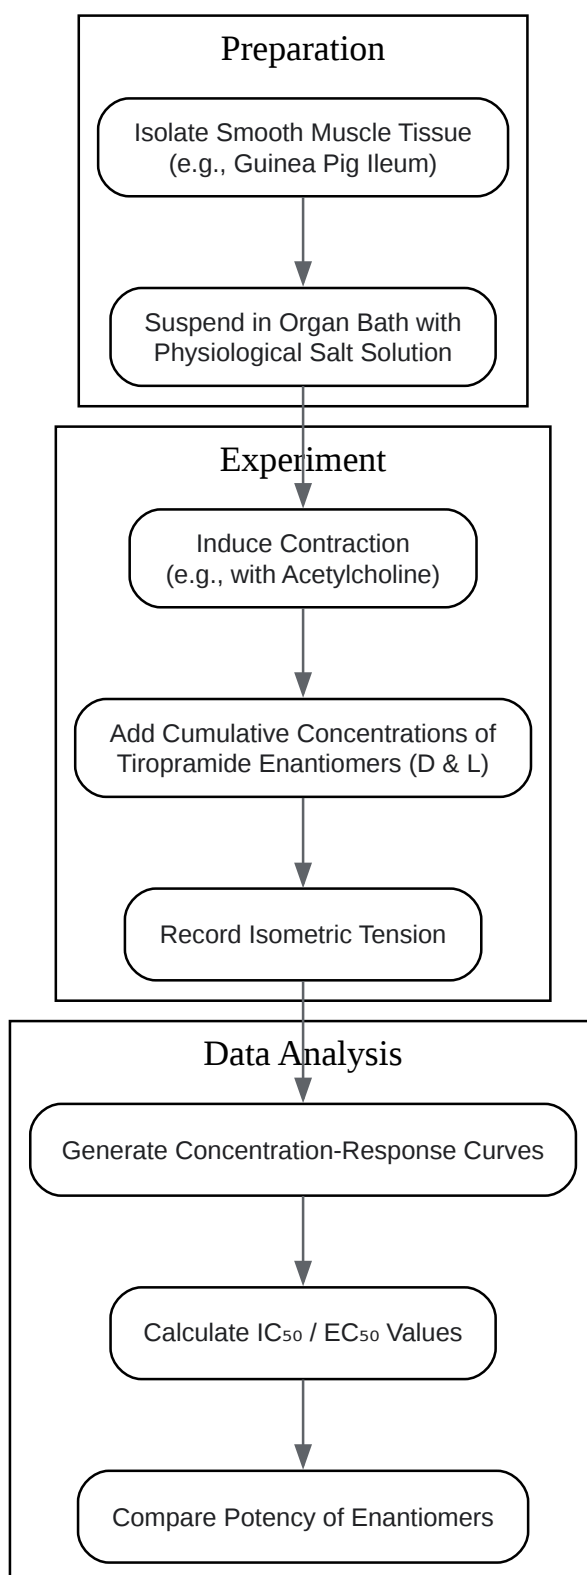 Preparation
Isolate Smooth Muscle Tissue
(e.g., Guinea Pig Ileum)
Suspend in Organ Bath with
Physiological Salt Solution
Experiment
Induce Contraction
(e.g., with Acetylcholine)
Add Cumulative Concentrations of
Tiropramide Enantiomers (D & L)
Record Isometric Tension
Data Analysis
Generate Concentration-Response Curves
Calculate IC₅₀ / EC₅₀ Values
Compare Potency of Enantiomers